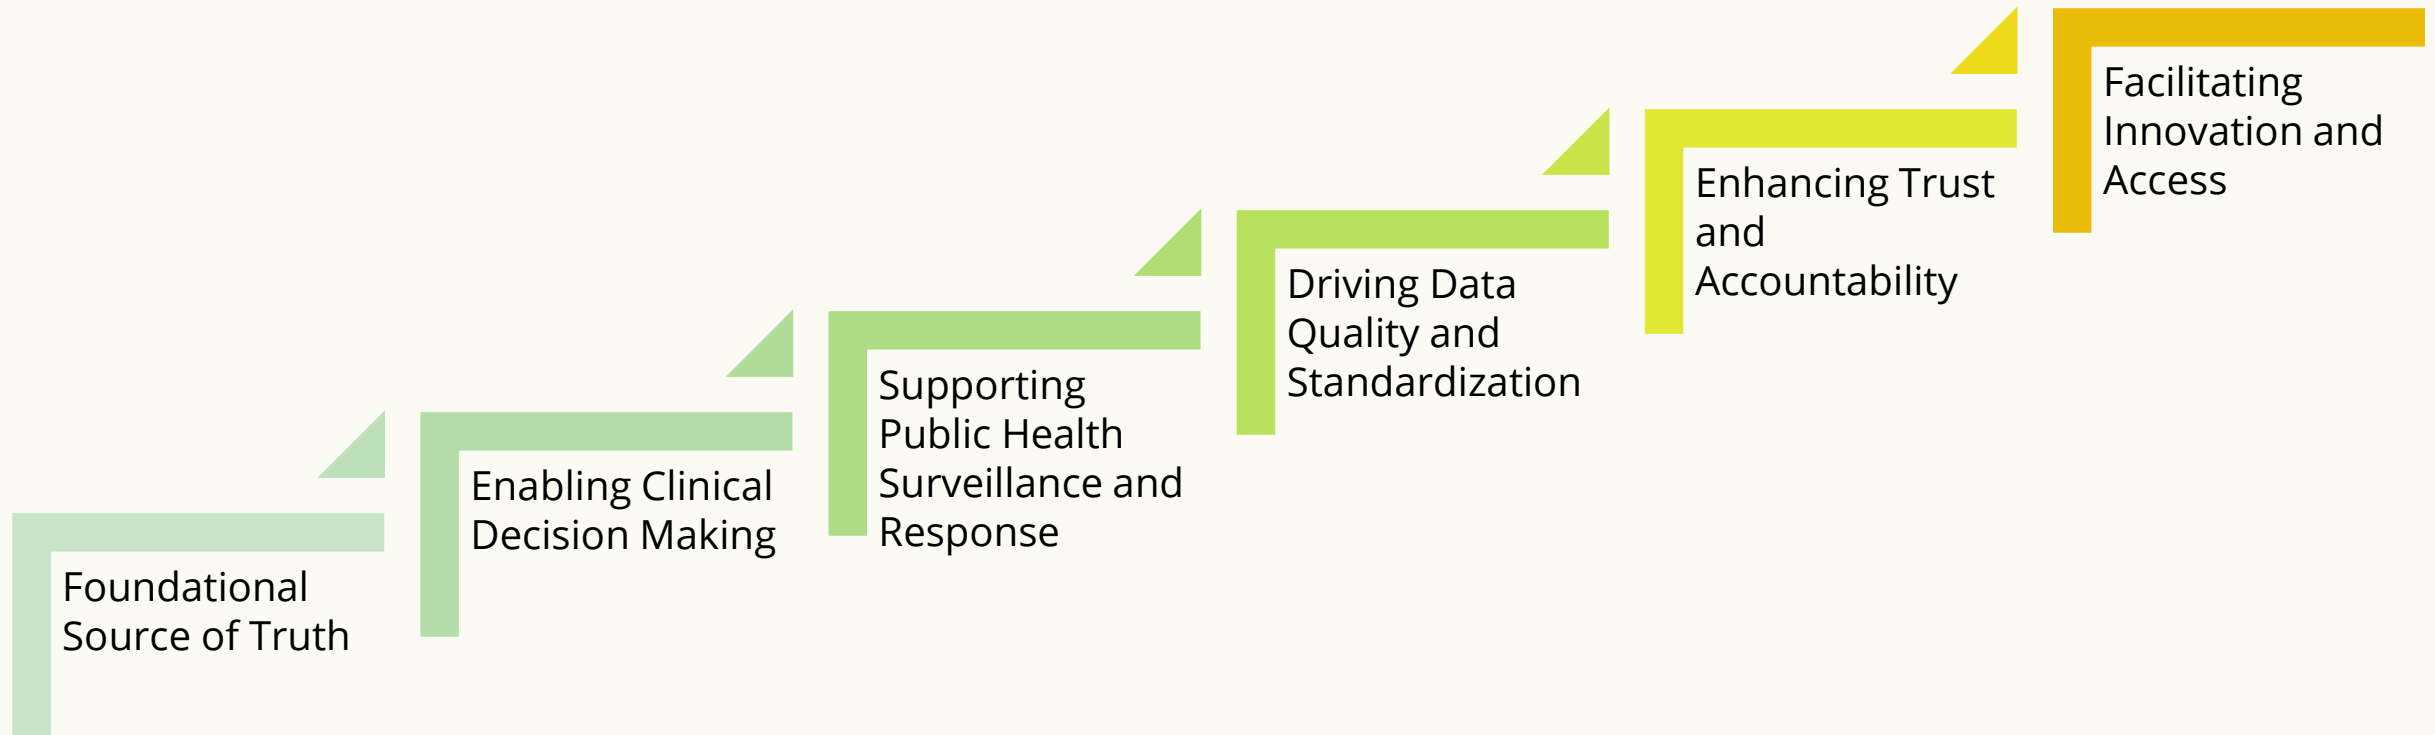 Foundational
Source of Truth
Enabling Clinical
Decision Making
Supporting
Public Health
Surveillance and
Response
Driving Data
Quality and
Standardization
Enhancing Trust
and
Accountability
Facilitating
Innovation and
Access